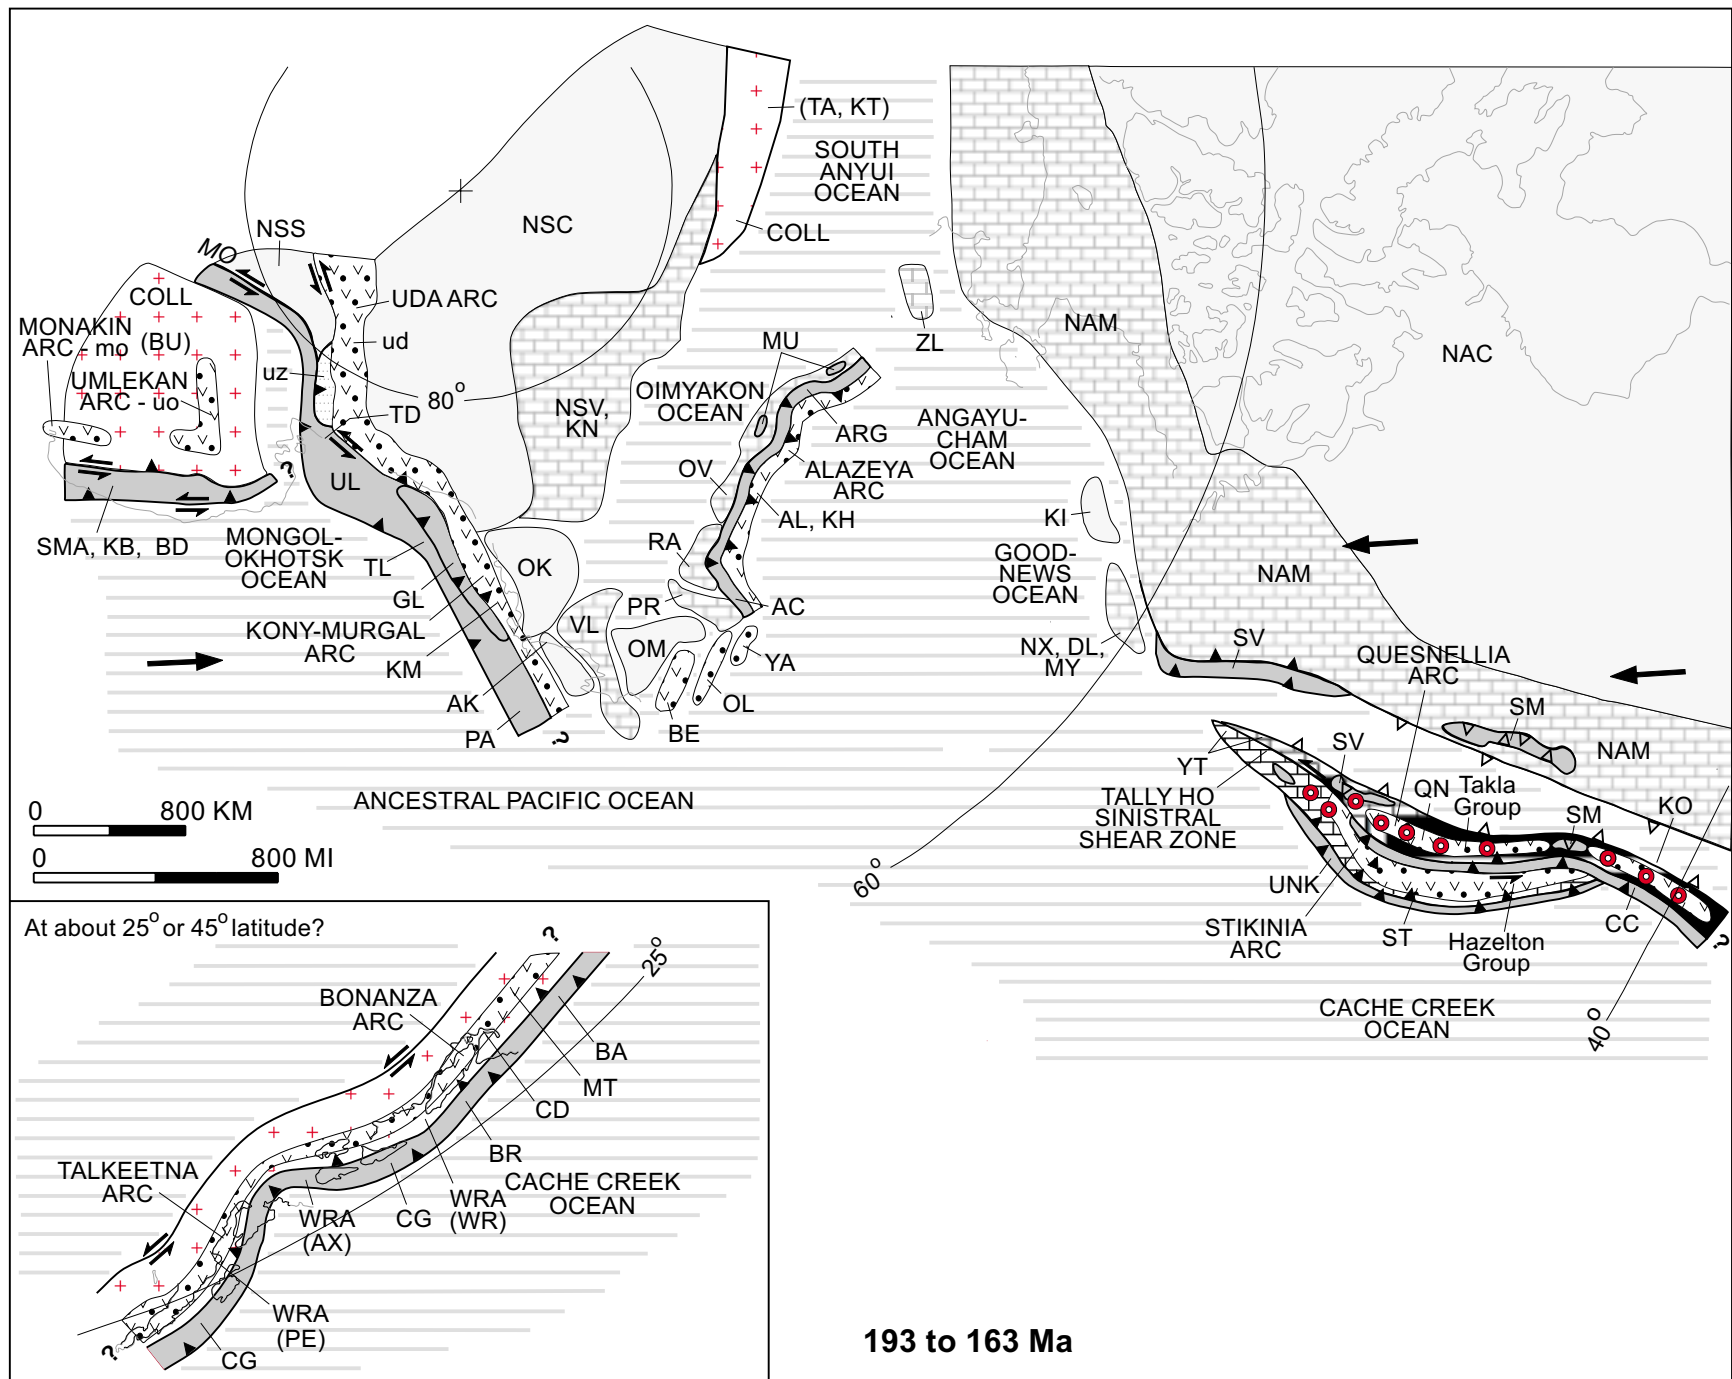 (TA, KT)
SOUTH
ANYUI
OCEAN
COLL
NSS
NSC
MO
COLL
UDA ARC
MONAKIN
ARC - mo
(BU)
ud
UMLEKAN
ARC - uo
uz
80°
TD
MU
ZL
NAM
NAC
OIMYAKON
OCEAN
NSV,
KN
ARG
ANGAYU-
CHAM
OCEAN
OV
ALAZEYA
ARC
?
UL
AL, KH
KI
SMA, KB, BD
MONGOL-
OKHOTSK
OCEAN
TL
RA
OK
GOOD-
NEWS
OCEAN
NAM
GL
PR
AC
KONY-MURGAL
ARC
VL
KM
OM
YA
NX, DL,
MY
SV
QUESNELLIA
ARC
AK
OL
PA
?
BE
SM
NAM
YT
SV
0 800 KM
ANCESTRAL PACIFIC OCEAN
TALLY HO
SINISTRAL
SHEAR ZONE
QN
Takla
Group
SM
KO
0 800 MI
60°
UNK
STIKINIA
ARC
ST
Hazelton
Group
CC
?
At about 25° or 45° latitude?
?
25°
CACHE CREEK
OCEAN
40°
BONANZA
ARC
BA
MT
CD
BR
TALKEETNA
ARC
CACHE CREEK
OCEAN
WRA
(AX)
CG
WRA
(WR)
WRA
(PE)
?
CG
193 to 163 Ma